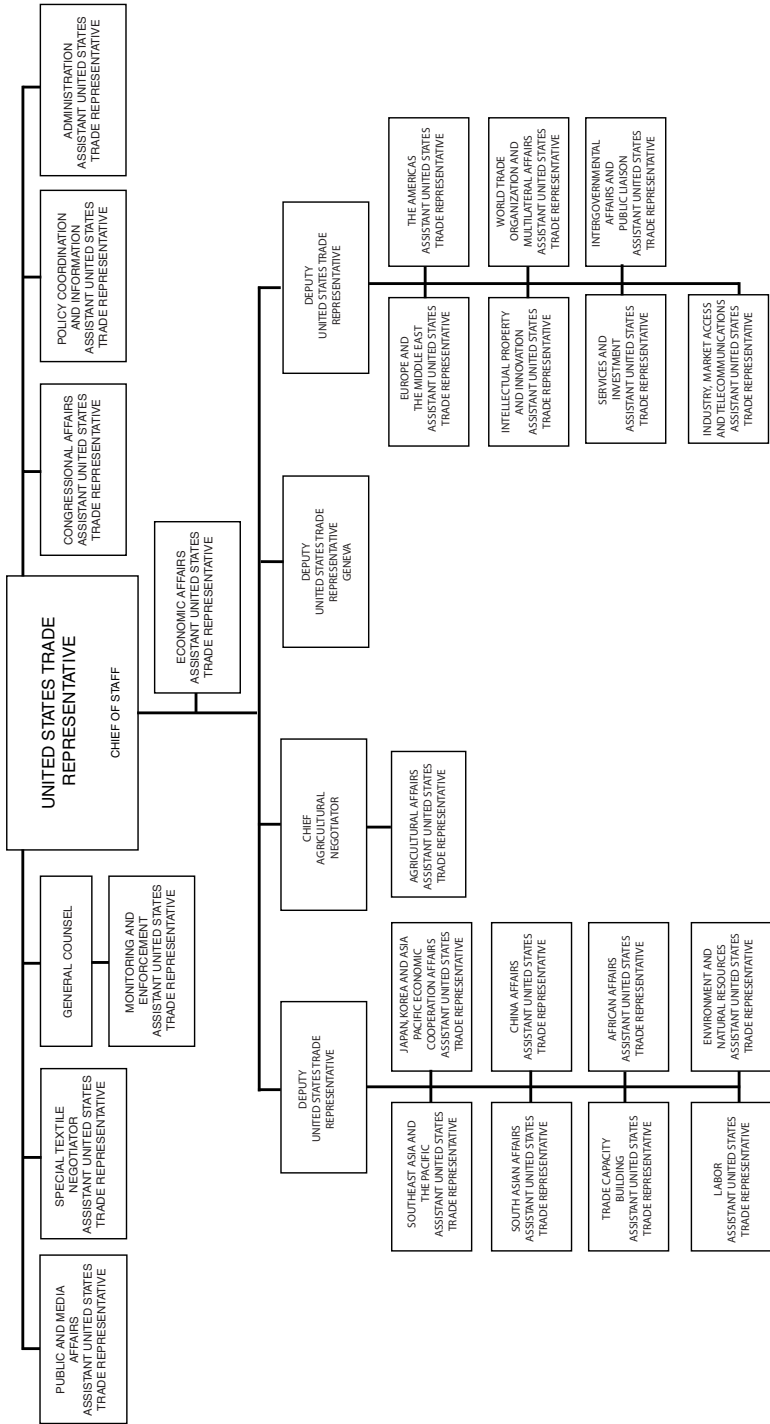 UNITED STATES TRADE
REPRESENTATIVE
CHIEF OF STAFF
PUBLIC AND MEDIA
AFFAIRS
ASSISTANT UNITED STATES
TRADE REPRESENTATIVE
SPECIAL TEXTILE
NEGOTIATOR
ASSISTANT UNITED STATES
TRADE REPRESENTATIVE
GENERAL COUNSEL
MONITORING AND
ENFORCEMENT
ASSISTANT UNITED STATES
TRADE REPRESENTATIVE
CONGRESSIONAL AFFAIRS
ASSISTANT UNITED STATES
TRADE REPRESENTATIVE
POLICY COORDINATION
AND INFORMATION
ASSISTANT UNITED STATES
TRADE REPRESENTATIVE
ADMINISTRATION
ASSISTANT UNITED STATES
TRADE REPRESENTATIVE
ECONOMIC AFFAIRS
ASSISTANT UNITED STATES
TRADE REPRESENTATIVE
DEPUTY
UNITED STATES TRADE
REPRESENTATIVE
SOUTHEAST ASIA AND
THE PACIFIC
ASSISTANT UNITED STATES
TRADE REPRESENTATIVE
JAPAN, KOREA AND ASIA
PACIFIC ECONOMIC
COOPERATION AFFAIRS
ASSISTANT UNITED STATES
TRADE REPRESENTATIVE
SOUTH ASIAN AFFAIRS
ASSISTANT UNITED STATES
TRADE REPRESENTATIVE
CHINA AFFAIRS
ASSISTANT UNITED STATES
TRADE REPRESENTATIVE
TRADE CAPACITY
BUILDING
ASSISTANT UNITED STATES
TRADE REPRESENTATIVE
AFRICAN AFFAIRS
ASSISTANT UNITED STATES
TRADE REPRESENTATIVE
LABOR
ASSISTANT UNITED STATES
TRADE REPRESENTATIVE
ENVIRONMENT AND
NATURAL RESOURCES
ASSISTANT UNITED STATES
TRADE REPRESENTATIVE
CHIEF
AGRICULTURAL
NEGOTIATOR
AGRICULTURAL AFFAIRS
ASSISTANT UNITED STATES
TRADE REPRESENTATIVE
DEPUTY
UNITED STATES TRADE
REPRESENTATIVE
GENEVA
DEPUTY
UNITED STATES TRADE
REPRESENTATIVE
EUROPE AND
THE MIDDLE EAST
ASSISTANT UNITED STATES
TRADE REPRESENTATIVE
THE AMERICAS
ASSISTANT UNITED STATES
TRADE REPRESENTATIVE
INTELLECTUAL PROPERTY
AND INNOVATION
ASSISTANT UNITED STATES
TRADE REPRESENTATIVE
WORLD TRADE
ORGANIZATION AND
MULTILATERAL AFFAIRS
ASSISTANT UNITED STATES
TRADE REPRESENTATIVE
SERVICES AND
INVESTMENT
ASSISTANT UNITED STATES
TRADE REPRESENTATIVE
INTERGOVERNMENTAL
AFFAIRS AND
PUBLIC LIAISON
ASSISTANT UNITED STATES
TRADE REPRESENTATIVE
INDUSTRY, MARKET ACCESS
AND TELECOMMUNICATIONS
ASSISTANT UNITED STATES
TRADE REPRESENTATIVE